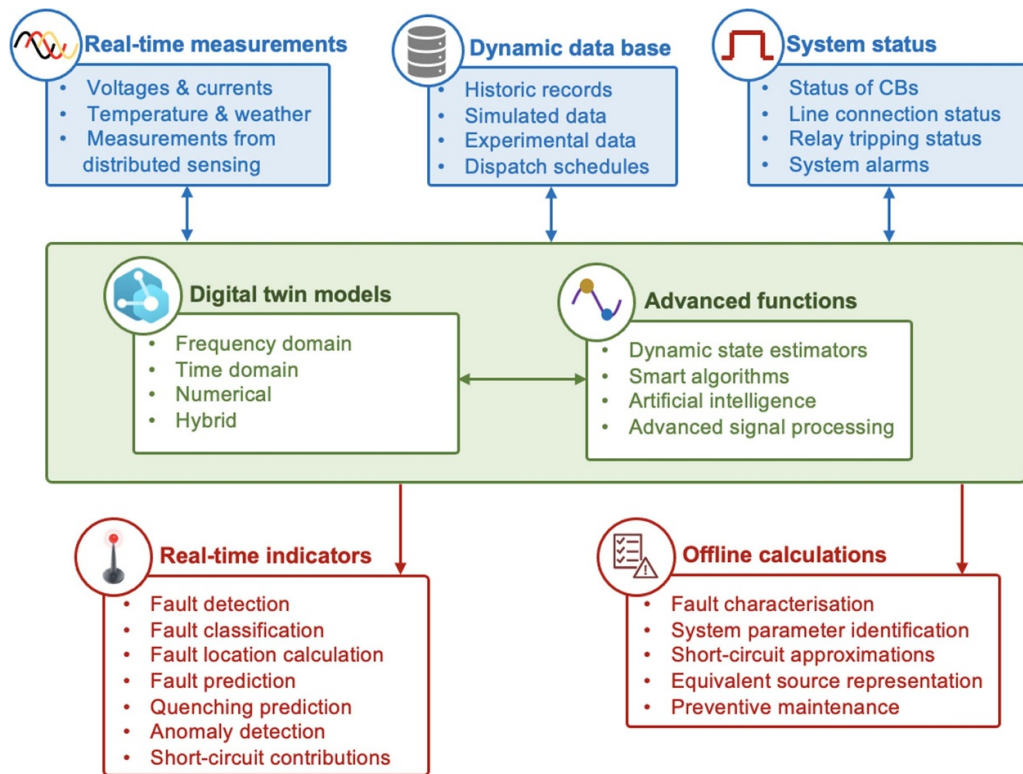 Real-time measurements
• Voltages & currents
• Temperature & weather
• Measurements from
distributed sensing
Dynamic data base
• Historic records
• Simulated data
• Experimental data
• Dispatch schedules
System status
• Status of CBs
• Line connection status
• Relay tripping status
• System alarms
Digital twin models
• Frequency domain
• Time domain
• Numerical
• Hybrid
Advanced functions
• Dynamic state estimators
• Smart algorithms
• Artificial intelligence
• Advanced signal processing
Real-time indicators
• Fault detection
• Fault classification
• Fault location calculation
• Fault prediction
• Quenching prediction
• Anomaly detection
• Short-circuit contributions
Offline calculations
• Fault characterisation
• System parameter identification
• Short-circuit approximations
• Equivalent source representation
• Preventive maintenance